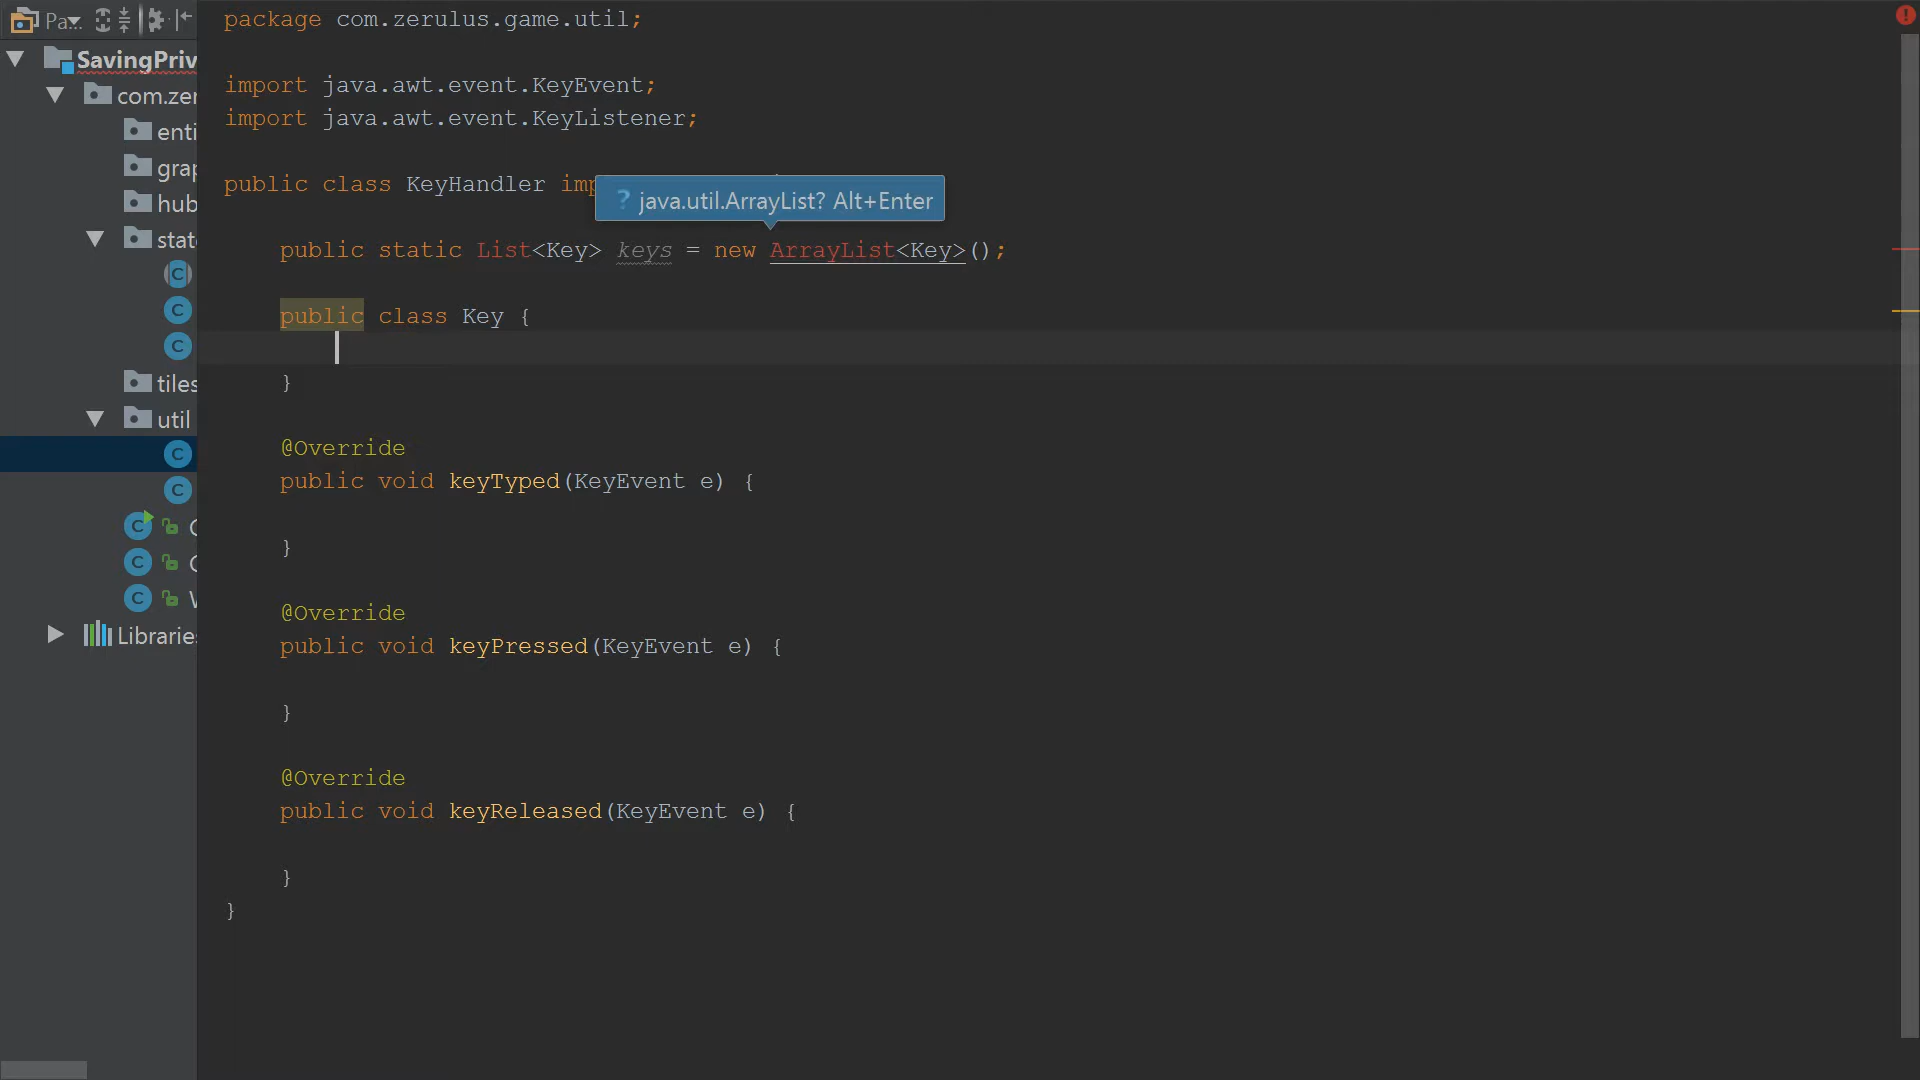 Pa...
SavingPriv
com.zer
enti
grap
hub
stat
tiles
util
Libraries
package com.zerulus.game.util;
import java.awt.event.KeyEvent;
import java.awt.event.KeyListener;
public class KeyHandler imp
? java.util.ArrayList? Alt+Enter
public static List<Key> keys = new ArrayList<Key>();
public class Key {
}
@Override
public void keyTyped(KeyEvent e) {
}
@Override
public void keyPressed(KeyEvent e) {
}
@Override
public void keyReleased(KeyEvent e) {
}
}